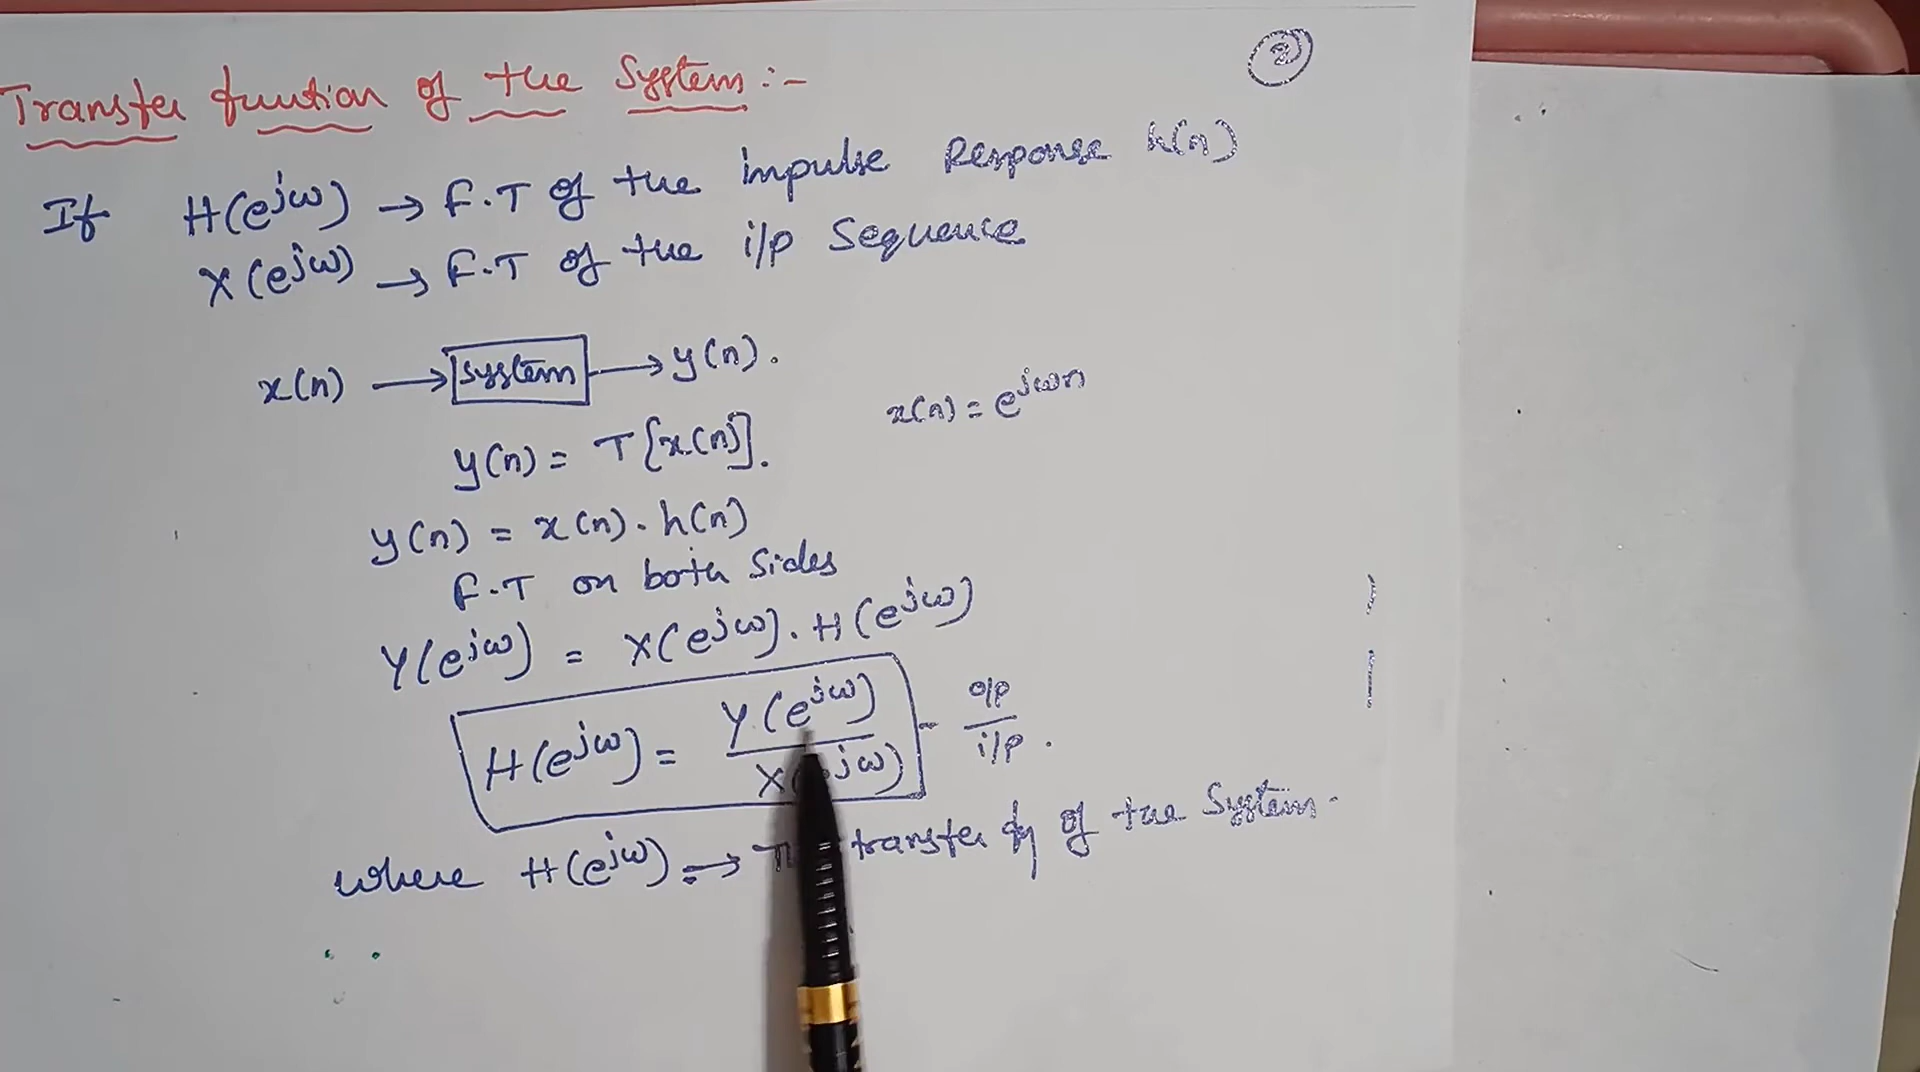 2
Transfer function of the System :-
If H(e^jω) → F.T of the impulse Response h(n)
X(e^jω) → F.T of the i/p Sequence
x(n) → System → y(n).
y(n) = T[x(n)].
x(n) = e^jωn
y(n) = x(n) . h(n)
F.T on both Sides
Y(e^jω) = X(e^jω) . H(e^jω)
H(e^jω) = Y(e^jω) / X(e^jω) - o/p / i/p .
where H(e^jω) → transfer fn of the System.